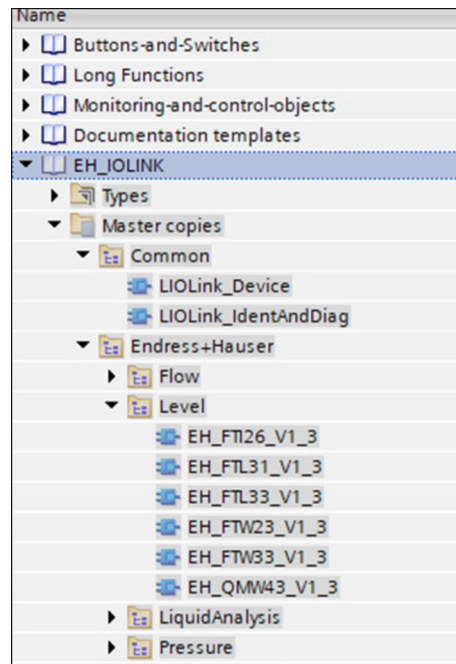 Name
Buttons-and-Switches
Long Functions
Monitoring-and-control-objects
Documentation templates
EH_IOLINK
Types
Master copies
Common
LIOLink_Device
LIOLink_IdentAndDiag
Endress+Hauser
Flow
Level
EH_FTI26_V1_3
EH_FTL31_V1_3
EH_FTL33_V1_3
EH_FTW23_V1_3
EH_FTW33_V1_3
EH_QMW43_V1_3
LiquidAnalysis
Pressure